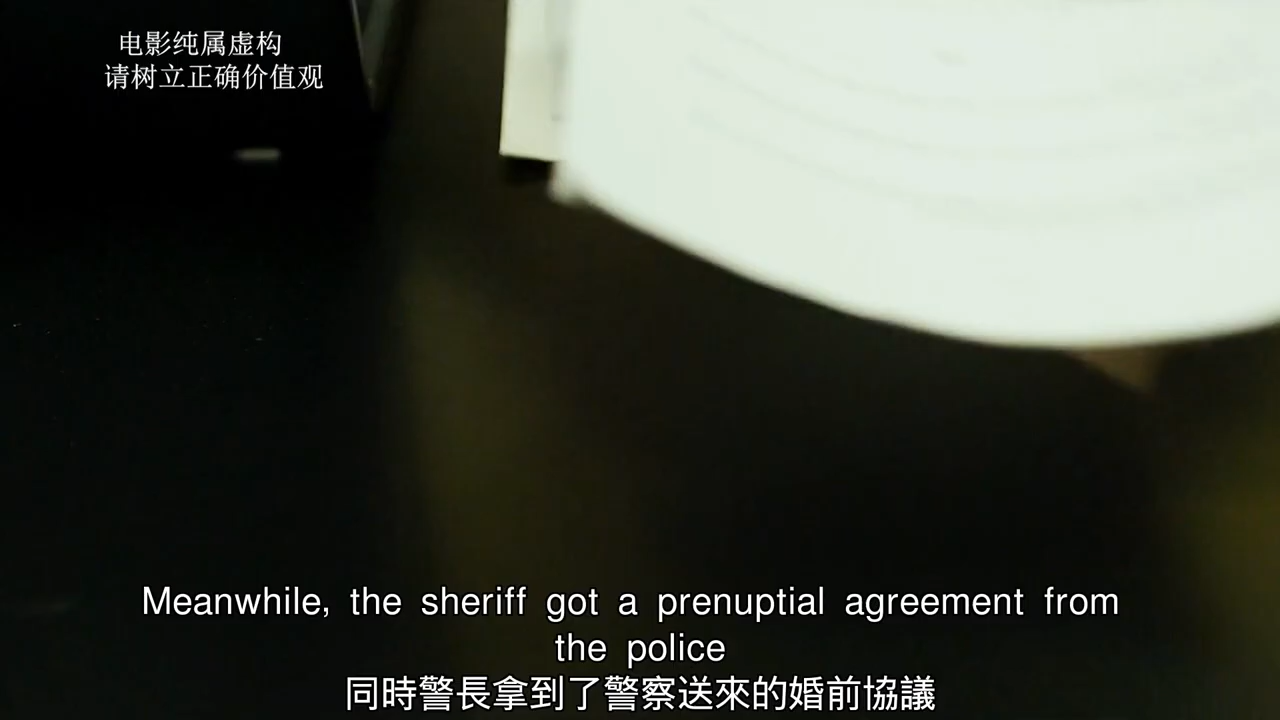 电影纯属虚构
请树立正确价值观
Meanwhile, the sheriff got a prenuptial agreement from
the police
同時警長拿到了警察送來的婚前協議